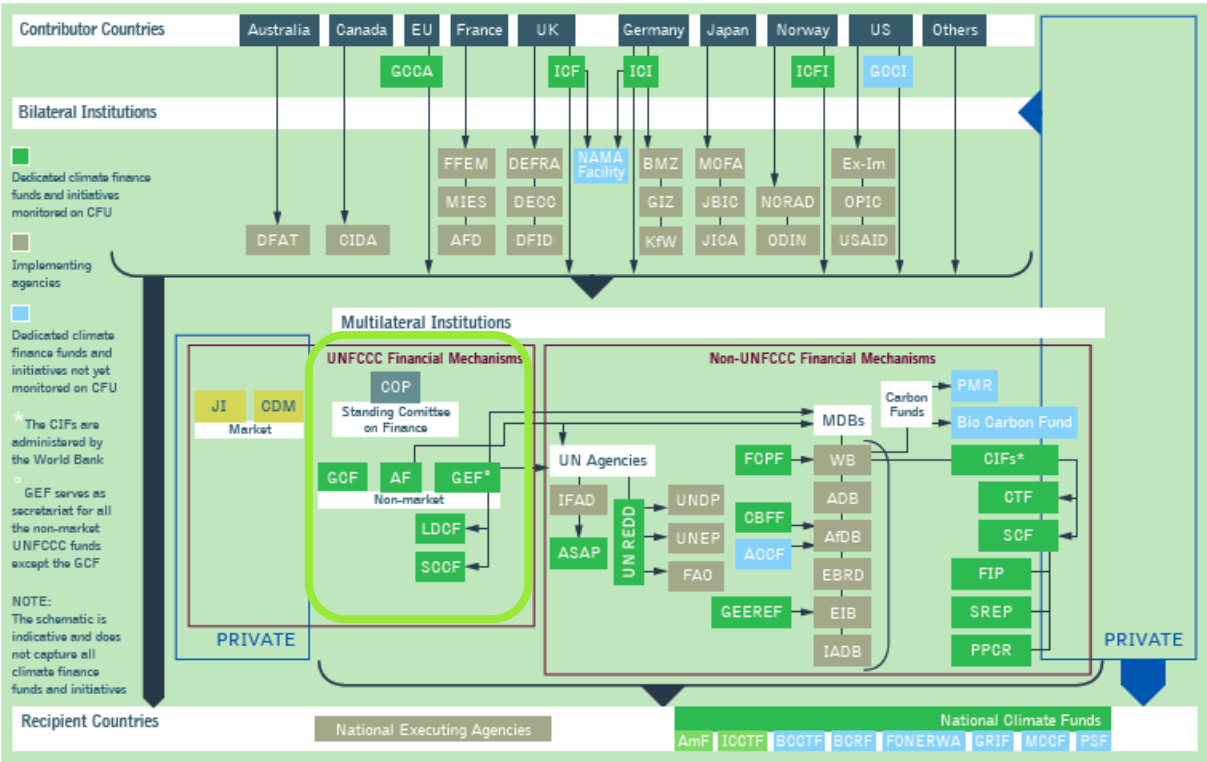 Contributor Countries
Australia
Canada
EU
France
UK
Germany
Japan
Norway
US
Others
GCCA
ICF
ICI
ICFI
GCCI
Bilateral Institutions
Dedicated climate finance
funds and initiatives
monitored on CFU
Implementing
agencies
Dedicated climate
finance funds and
initiatives not yet
monitored on CFU
* The CIFs are
administered by
the World Bank
° GEF serves as
secretariat for all
the non-market
UNFCCC funds
except the GCF
NOTE:
The schematic is
indicative and does
not capture all
climate finance
funds and initiatives
FFEM
DEFRA
NAMA
Facility
BMZ
MOFA
Ex-Im
MIES
DECC
GIZ
JBIC
NORAD
OPIC
DFAT
CIDA
AFD
DFID
KfW
JICA
ODIN
USAID
Multilateral Institutions
UNFCCC Financial Mechanisms
Non-UNFCCC Financial Mechanisms
COP
Standing Comittee
on Finance
JI
CDM
Market
GCF
AF
GEF°
Non-market
LDCF
SCCF
PRIVATE
UN Agencies
IFAD
ASAP
UN REDD
UNDP
UNEP
FAO
FCPF
CBFF
ACCF
GEEREF
MDBs
WB
ADB
AfDB
EBRD
EIB
IADB
Carbon
Funds
PMR
Bio Carbon Fund
CIFs*
CTF
SCF
FIP
SREP
PPCR
PRIVATE
Recipient Countries
National Executing Agencies
National Climate Funds
AmF
ICCTF
BCCTF
BCRF
FONERWA
GRIF
MCCF
PSF